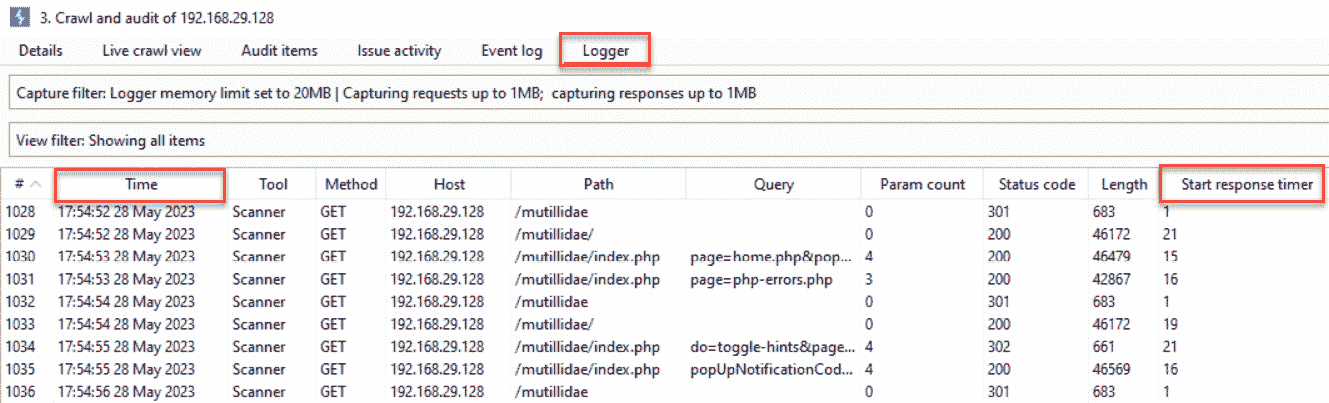 3. Crawl and audit of 192.168.29.128
Details Live crawl view Audit items Issue activity Event log Logger
Capture filter: Logger memory limit set to 20MB | Capturing requests up to 1MB; capturing responses up to 1MB
View filter: Showing all items
# Time Tool Method Host Path Query Param count Status code Length Start response timer
1028 17:54:52 28 May 2023 Scanner GET 192.168.29.128 /mutillidae 0 301 683 1
1029 17:54:52 28 May 2023 Scanner GET 192.168.29.128 /mutillidae/ 0 200 46172 21
1030 17:54:53 28 May 2023 Scanner GET 192.168.29.128 /mutillidae/index.php page=home.php&pop... 4 200 46479 15
1031 17:54:53 28 May 2023 Scanner GET 192.168.29.128 /mutillidae/index.php page=php-errors.php 3 200 42867 16
1032 17:54:54 28 May 2023 Scanner GET 192.168.29.128 /mutillidae 0 301 683 1
1033 17:54:54 28 May 2023 Scanner GET 192.168.29.128 /mutillidae/ 0 200 46172 19
1034 17:54:55 28 May 2023 Scanner GET 192.168.29.128 /mutillidae/index.php do=toggle-hints&page... 4 302 661 21
1035 17:54:55 28 May 2023 Scanner GET 192.168.29.128 /mutillidae/index.php popUpNotificationCod... 4 200 46569 16
1036 17:54:56 28 May 2023 Scanner GET 192.168.29.128 /mutillidae 0 301 683 1